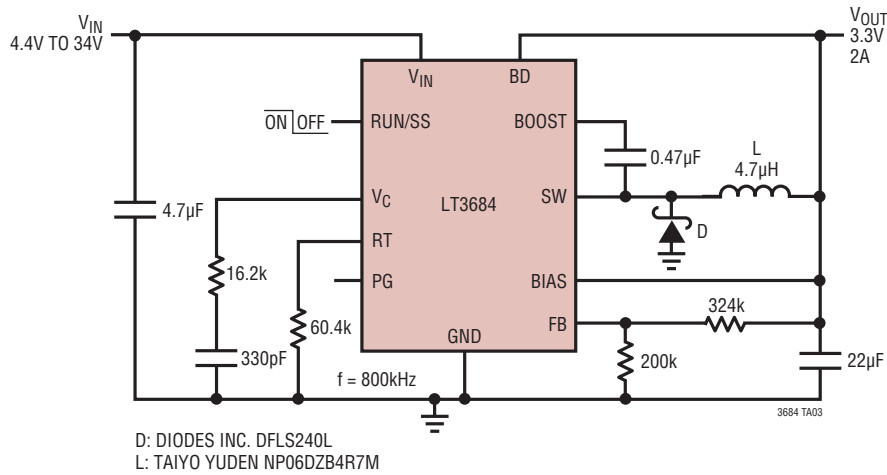 VIN
4.4V TO 34V
VOUT
3.3V
2A
VIN
BD
ON OFF
RUN/SS
BOOST
0.47µF
L
4.7µH
4.7µF
VC
LT3684
SW
D
RT
16.2k
PG
BIAS
324k
60.4k
FB
GND
330pF
200k
22µF
f = 800kHz
3684 TA03
D: DIODES INC. DFLS240L
L: TAIYO YUDEN NP06DZB4R7M